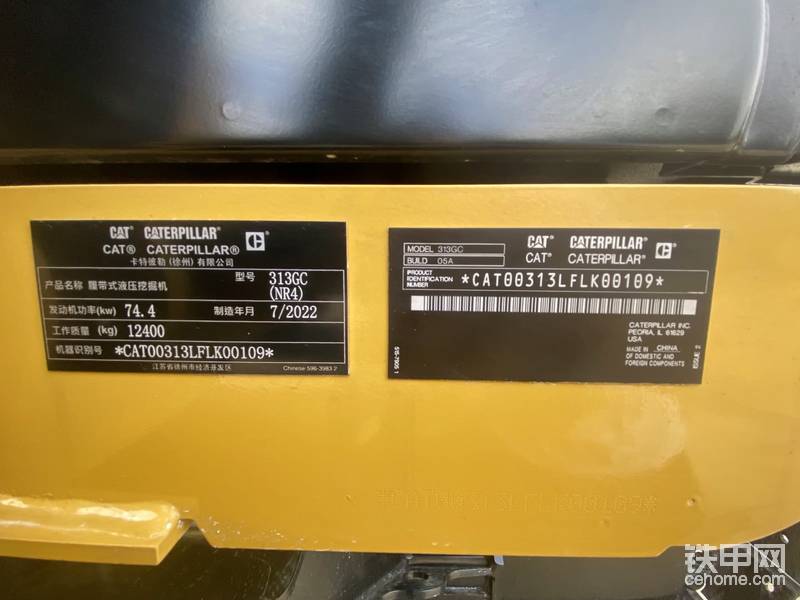 CAT CATERPILLAR
CAT® CATERPILLAR®
卡特彼勒 (徐州) 有限公司
产品名称 履带式液压挖掘机 型号 313GC (NR4)
发动机功率(kw) 74.4 制造年月 7/2022
工作质量 (kg) 12400
机器识别号 *CAT00313LFLK00109*
江苏省徐州市经济开发区 Chinese 596-3983 2
MODEL 313GC
BUILD 05A
CAT CATERPILLAR
CAT® CATERPILLAR®
PRODUCT IDENTIFICATION NUMBER *CAT00313LFLK00109*
CATERPILLAR INC.
PEORIA, IL 61629
USA
MADE IN CHINA
OF DOMESTIC AND
FOREIGN COMPONENTS
515-7905 1
ISSUE 2
*CAT00313LFLK00109*
铁甲网
cehome.com